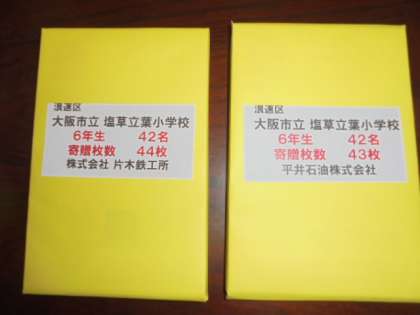 浪速区
大阪市立 塩草立葉小学校
6年生 42名
寄贈枚数 44枚
株式会社 片木鉄工所
浪速区
大阪市立 塩草立葉小学校
6年生 42名
寄贈枚数 43枚
平井石油株式会社